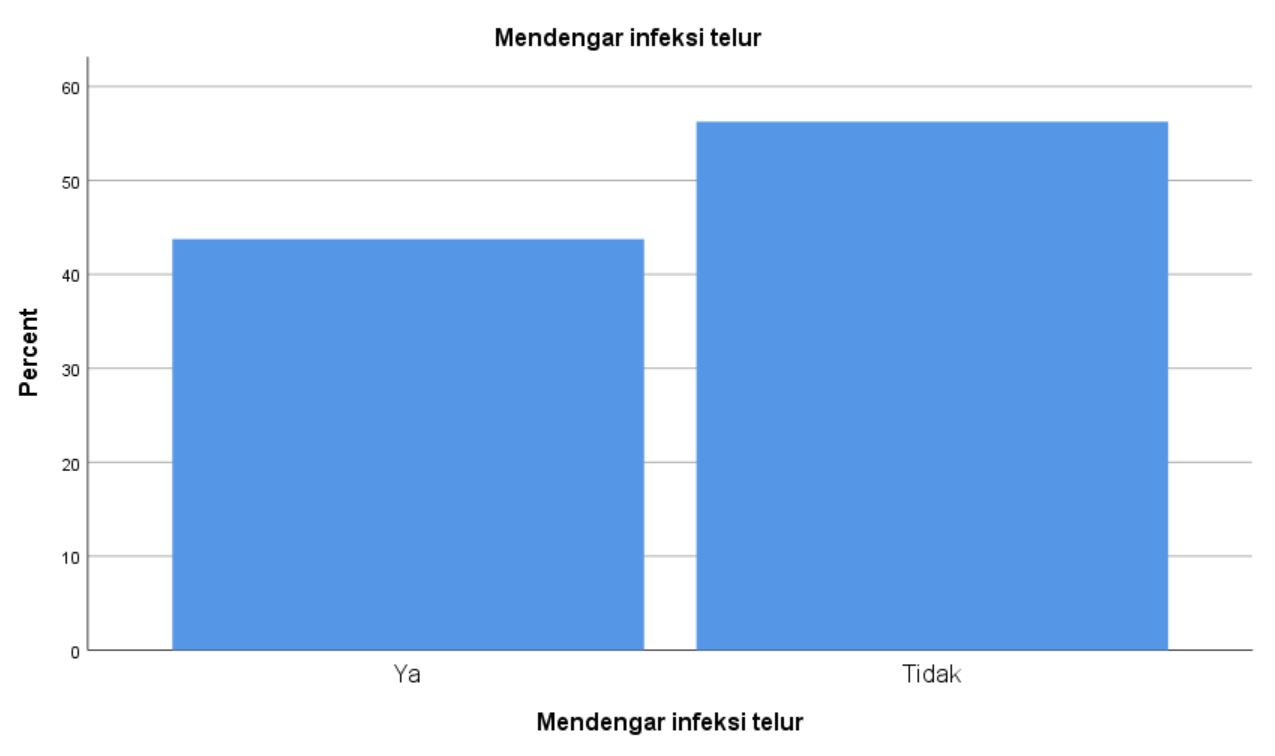 Mendengar infeksi telur
60
50
40
30
20
10
0
Percent
Ya
Tidak
Mendengar infeksi telur